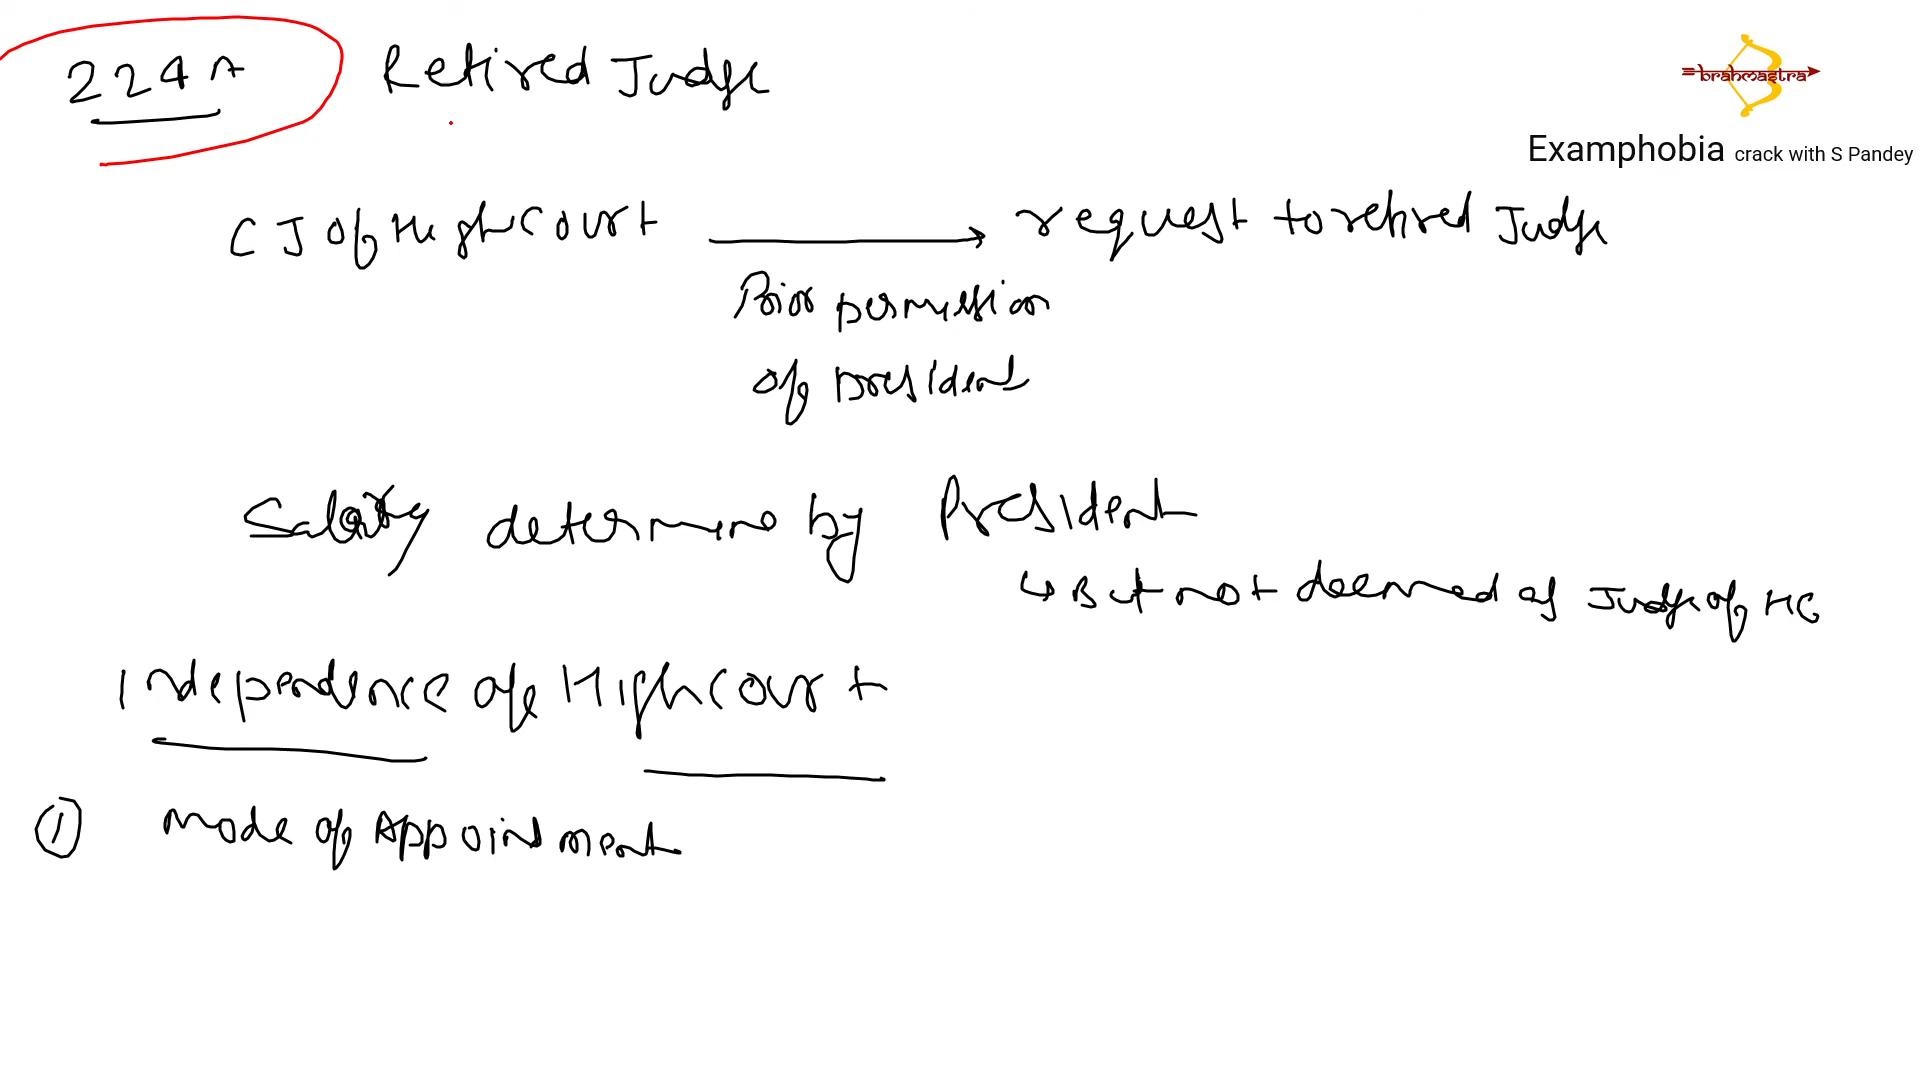 224A Retired Judge
brahmastra
Examphobia crack with S Pandey
CJ of High Court → request to retired Judge
Prior permission
of President
Salary determine by President
↳ But not deemed as Judge of HC
Independence of High Court
① Mode of Appointment